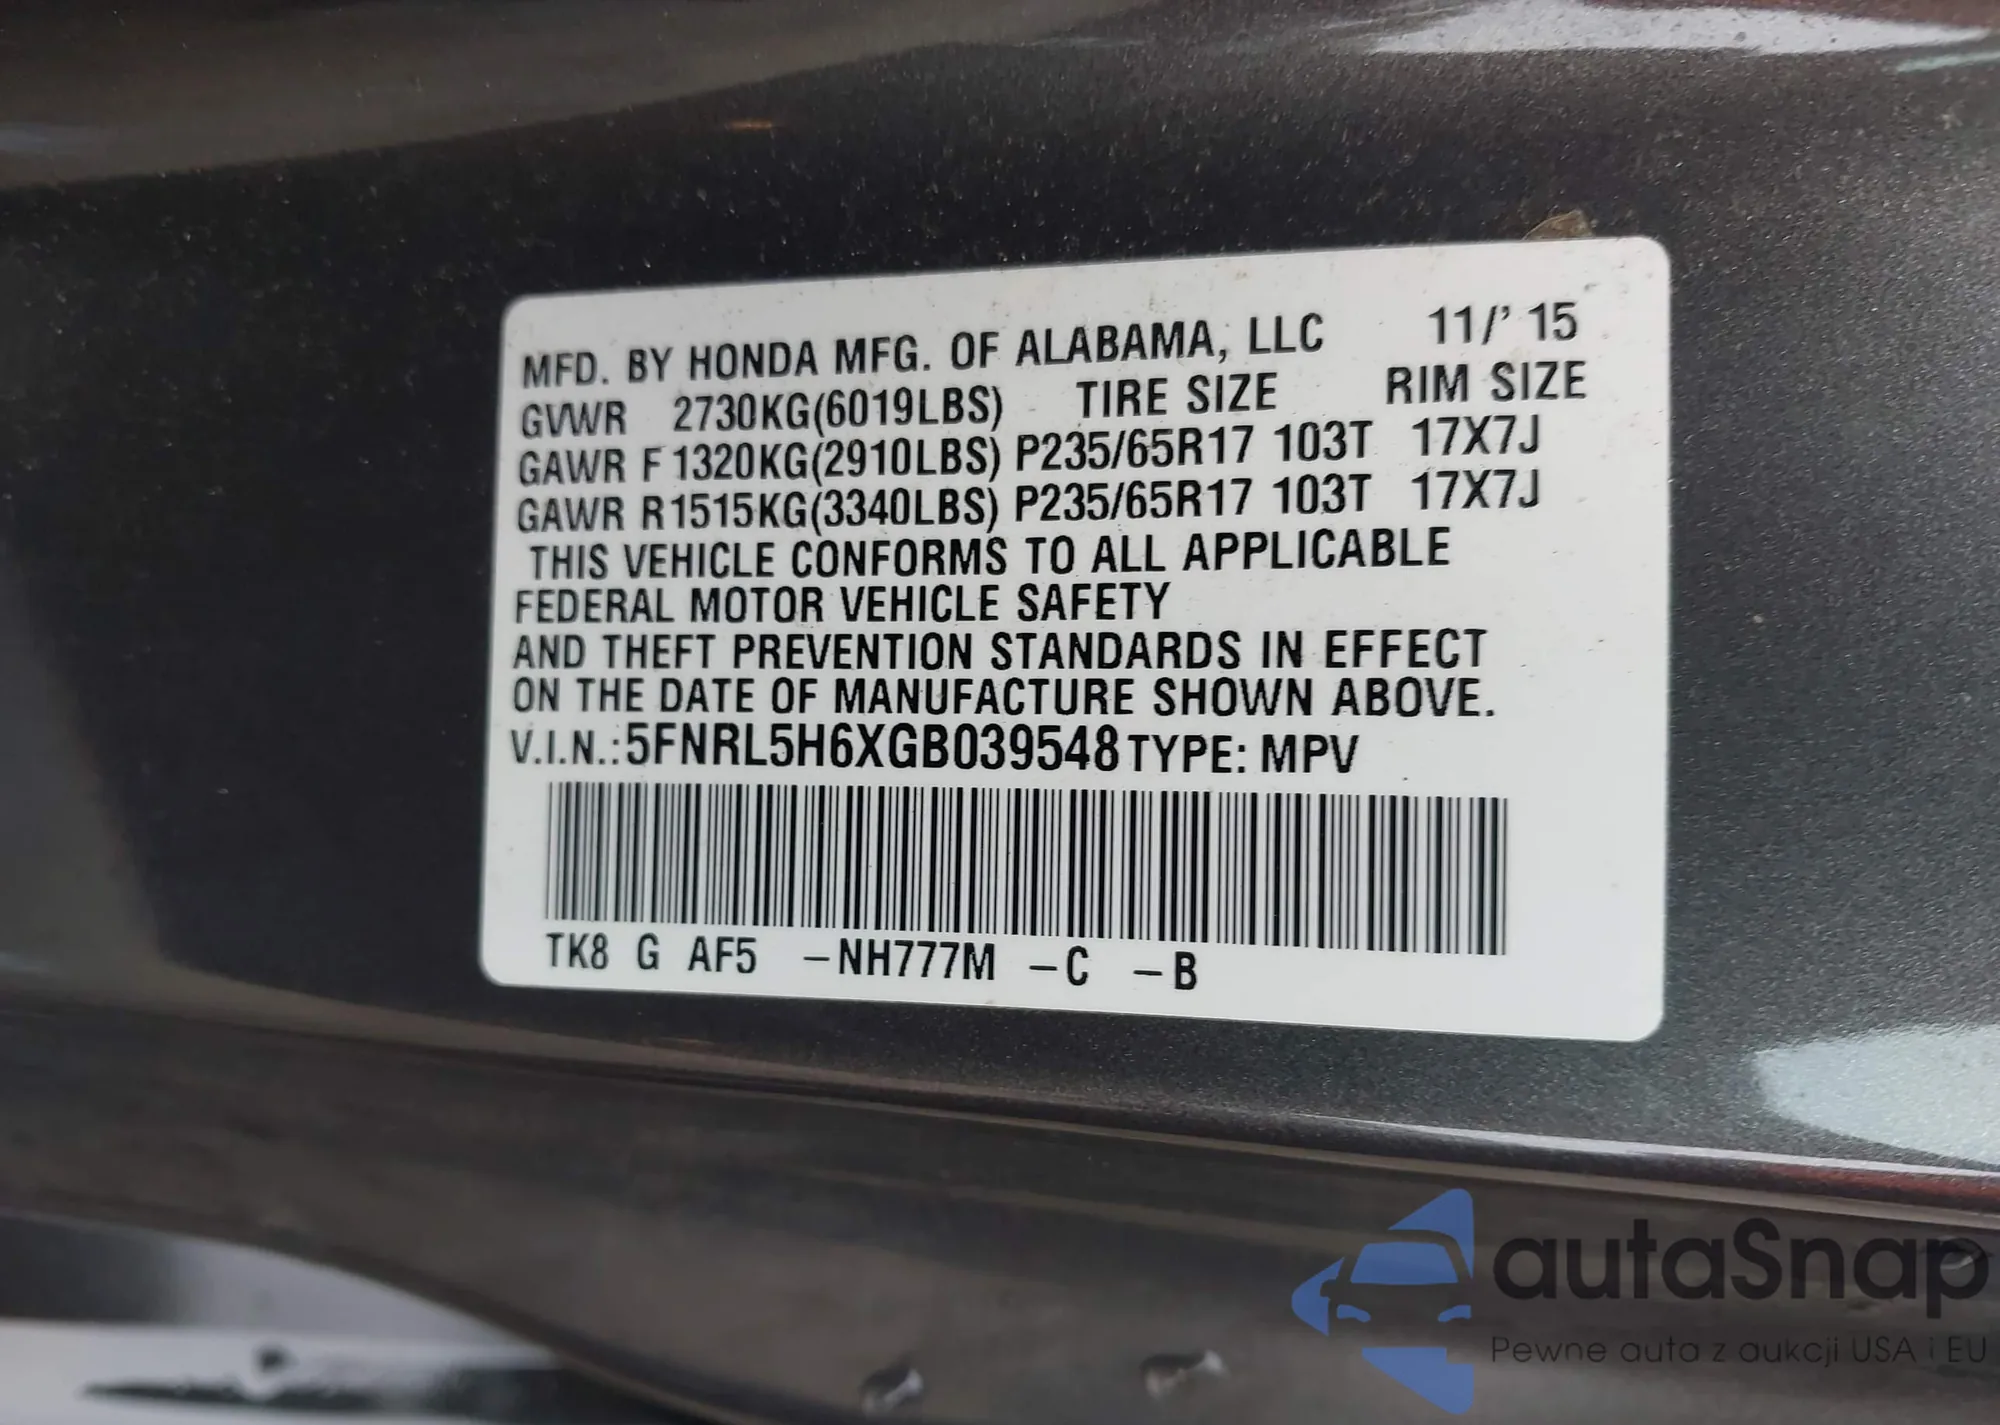 MFD. BY HONDA MFG. OF ALABAMA, LLC 11/' 15
GVWR 2730KG(6019LBS) TIRE SIZE RIM SIZE
GAWR F 1320KG(2910LBS) P235/65R17 103T 17X7J
GAWR R 1515KG(3340LBS) P235/65R17 103T 17X7J
THIS VEHICLE CONFORMS TO ALL APPLICABLE
FEDERAL MOTOR VEHICLE SAFETY
AND THEFT PREVENTION STANDARDS IN EFFECT
ON THE DATE OF MANUFACTURE SHOWN ABOVE.
V.I.N.:5FNRL5H6XGB039548 TYPE: MPV
TK8 G AF5 -NH777M -C -B
autaSnap
Pewne auta z aukcji USA i EU